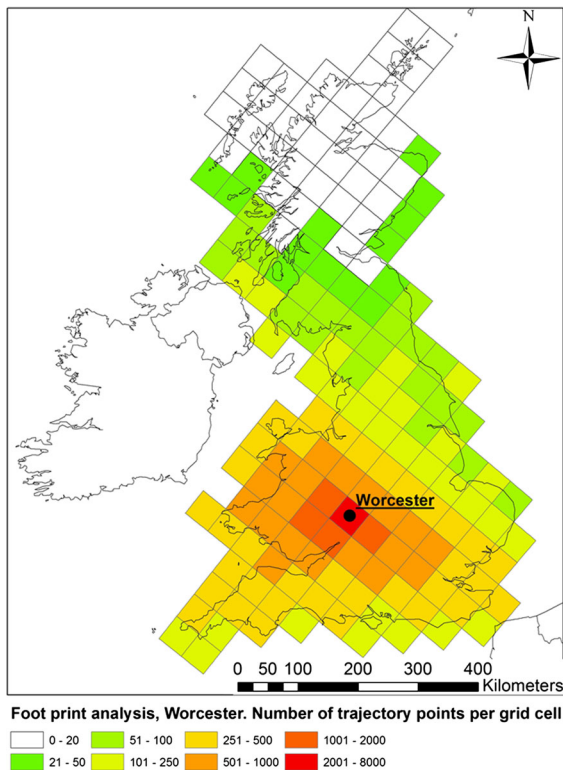 N
Worcester
0 50 100 200 300 400
Kilometers
Foot print analysis, Worcester. Number of trajectory points per grid cell
0 - 20 51 - 100 251 - 500 1001 - 2000
21 - 50 101 - 250 501 - 1000 2001 - 8000